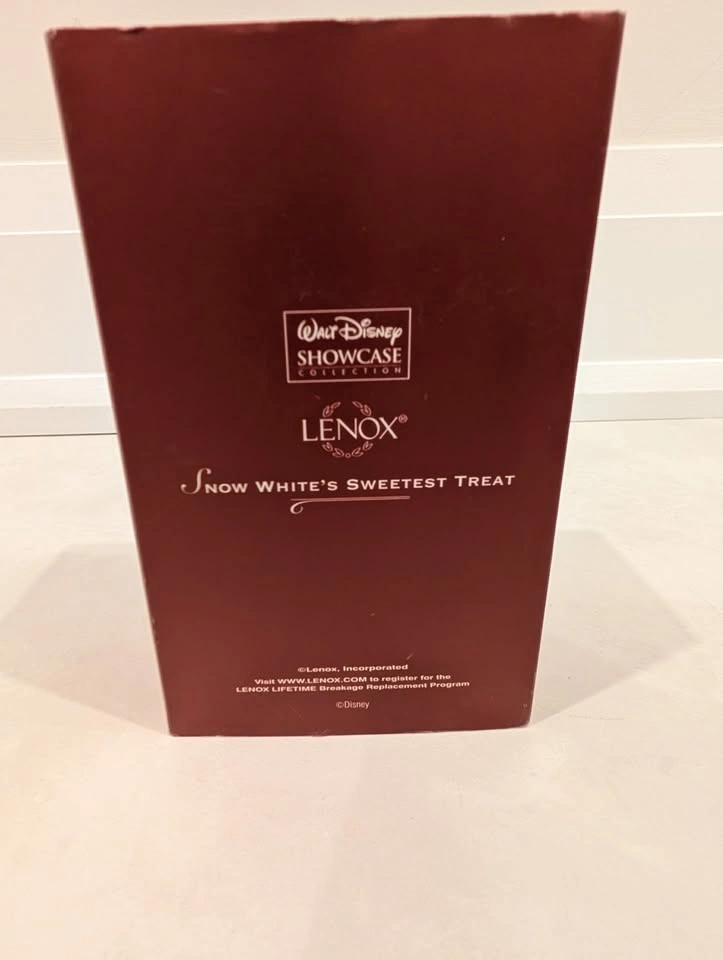 WALT DISNEY
SHOWCASE
COLLECTION
LENOX®
SNOW WHITE'S SWEETEST TREAT
©Lenox, Incorporated
Visit WWW.LENOX.COM to register for the
LENOX LIFETIME Breakage Replacement Program
©Disney